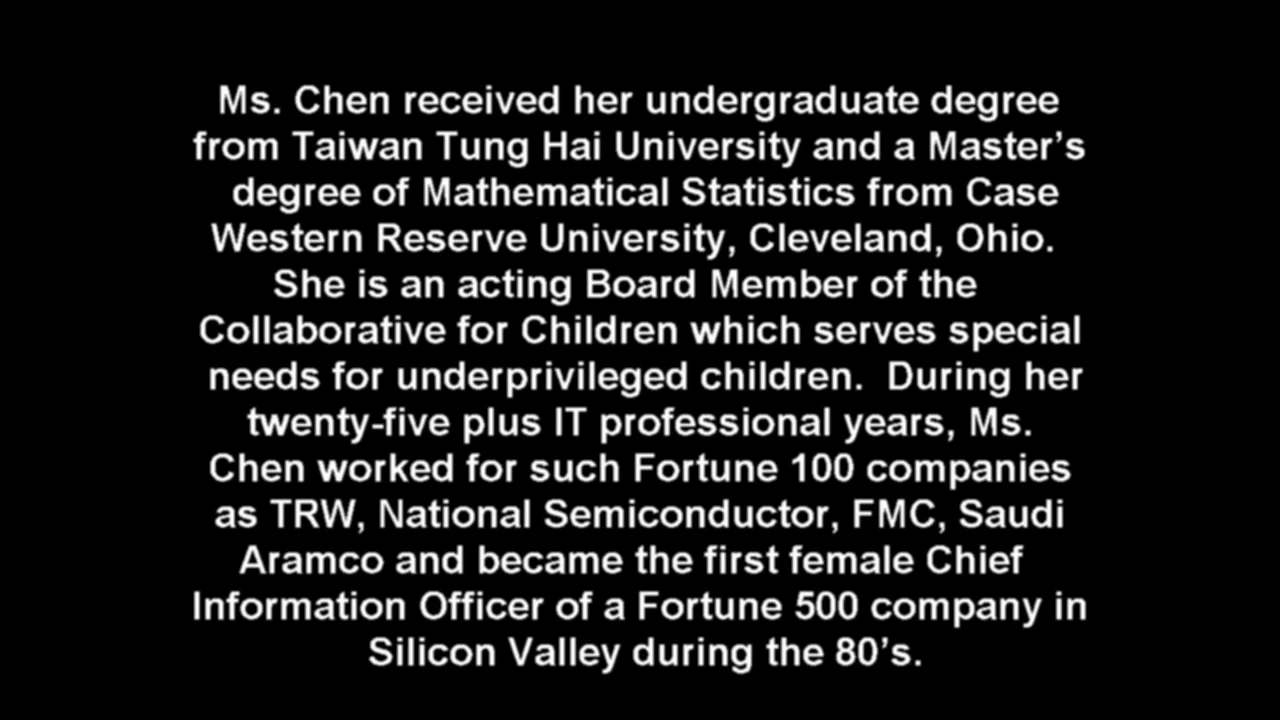 Ms. Chen received her undergraduate degree
from Taiwan Tung Hai University and a Master’s
degree of Mathematical Statistics from Case
Western Reserve University, Cleveland, Ohio.
She is an acting Board Member of the
Collaborative for Children which serves special
needs for underprivileged children.  During her
twenty-five plus IT professional years, Ms.
Chen worked for such Fortune 100 companies
as TRW, National Semiconductor, FMC, Saudi
Aramco and became the first female Chief
Information Officer of a Fortune 500 company in
Silicon Valley during the 80’s.